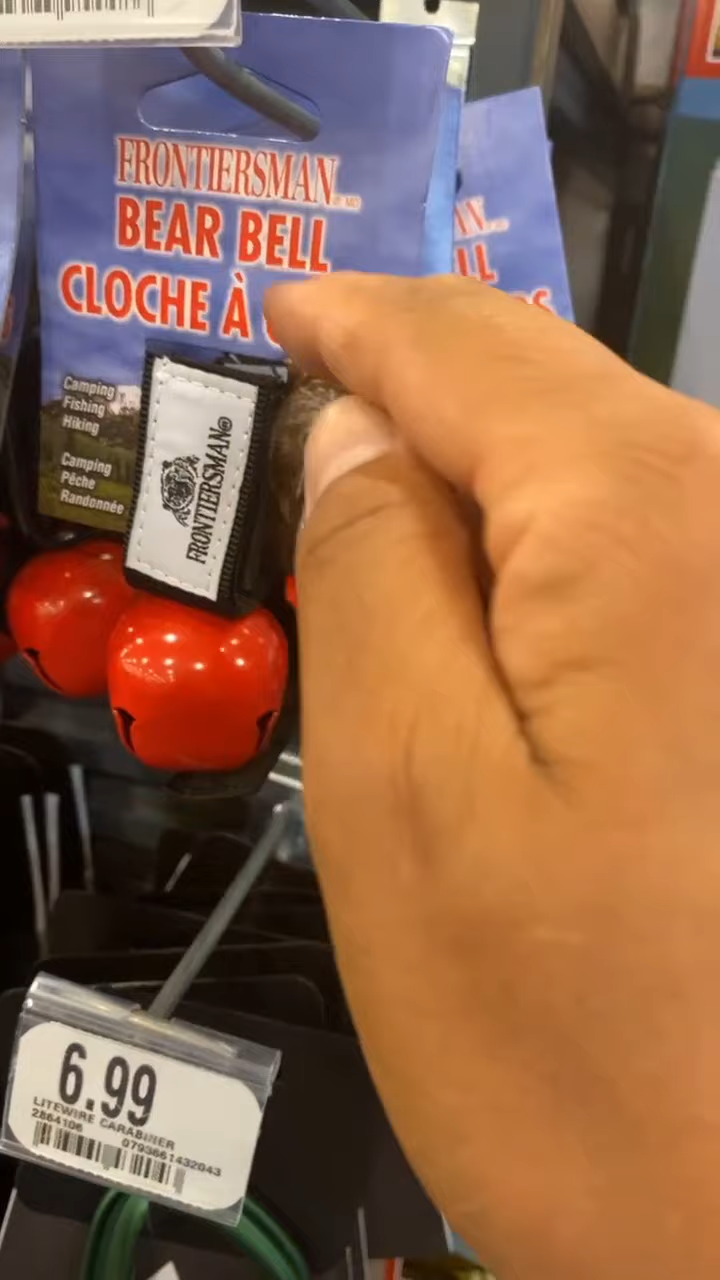 FRONTIERSMAN
BEAR BELL
CLOCHE À
Camping
Fishing
Hiking
Camping
Pêche
Randonnée
FRONTIERSMAN®
6.99
LITEWIRE CARABINER
2864106
0793661432043